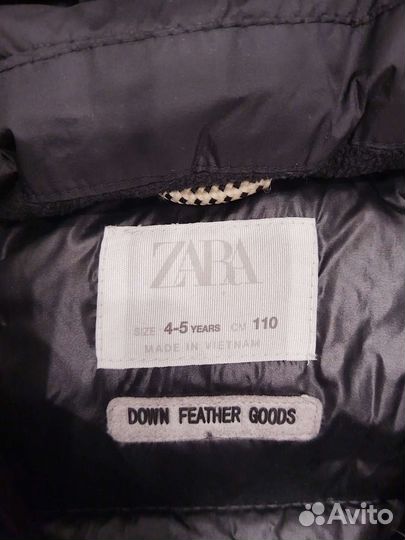 ZARA
SIZE 4-5 YEARS CM 110
MADE IN VIETNAM
DOWN FEATHER GOODS
Avito